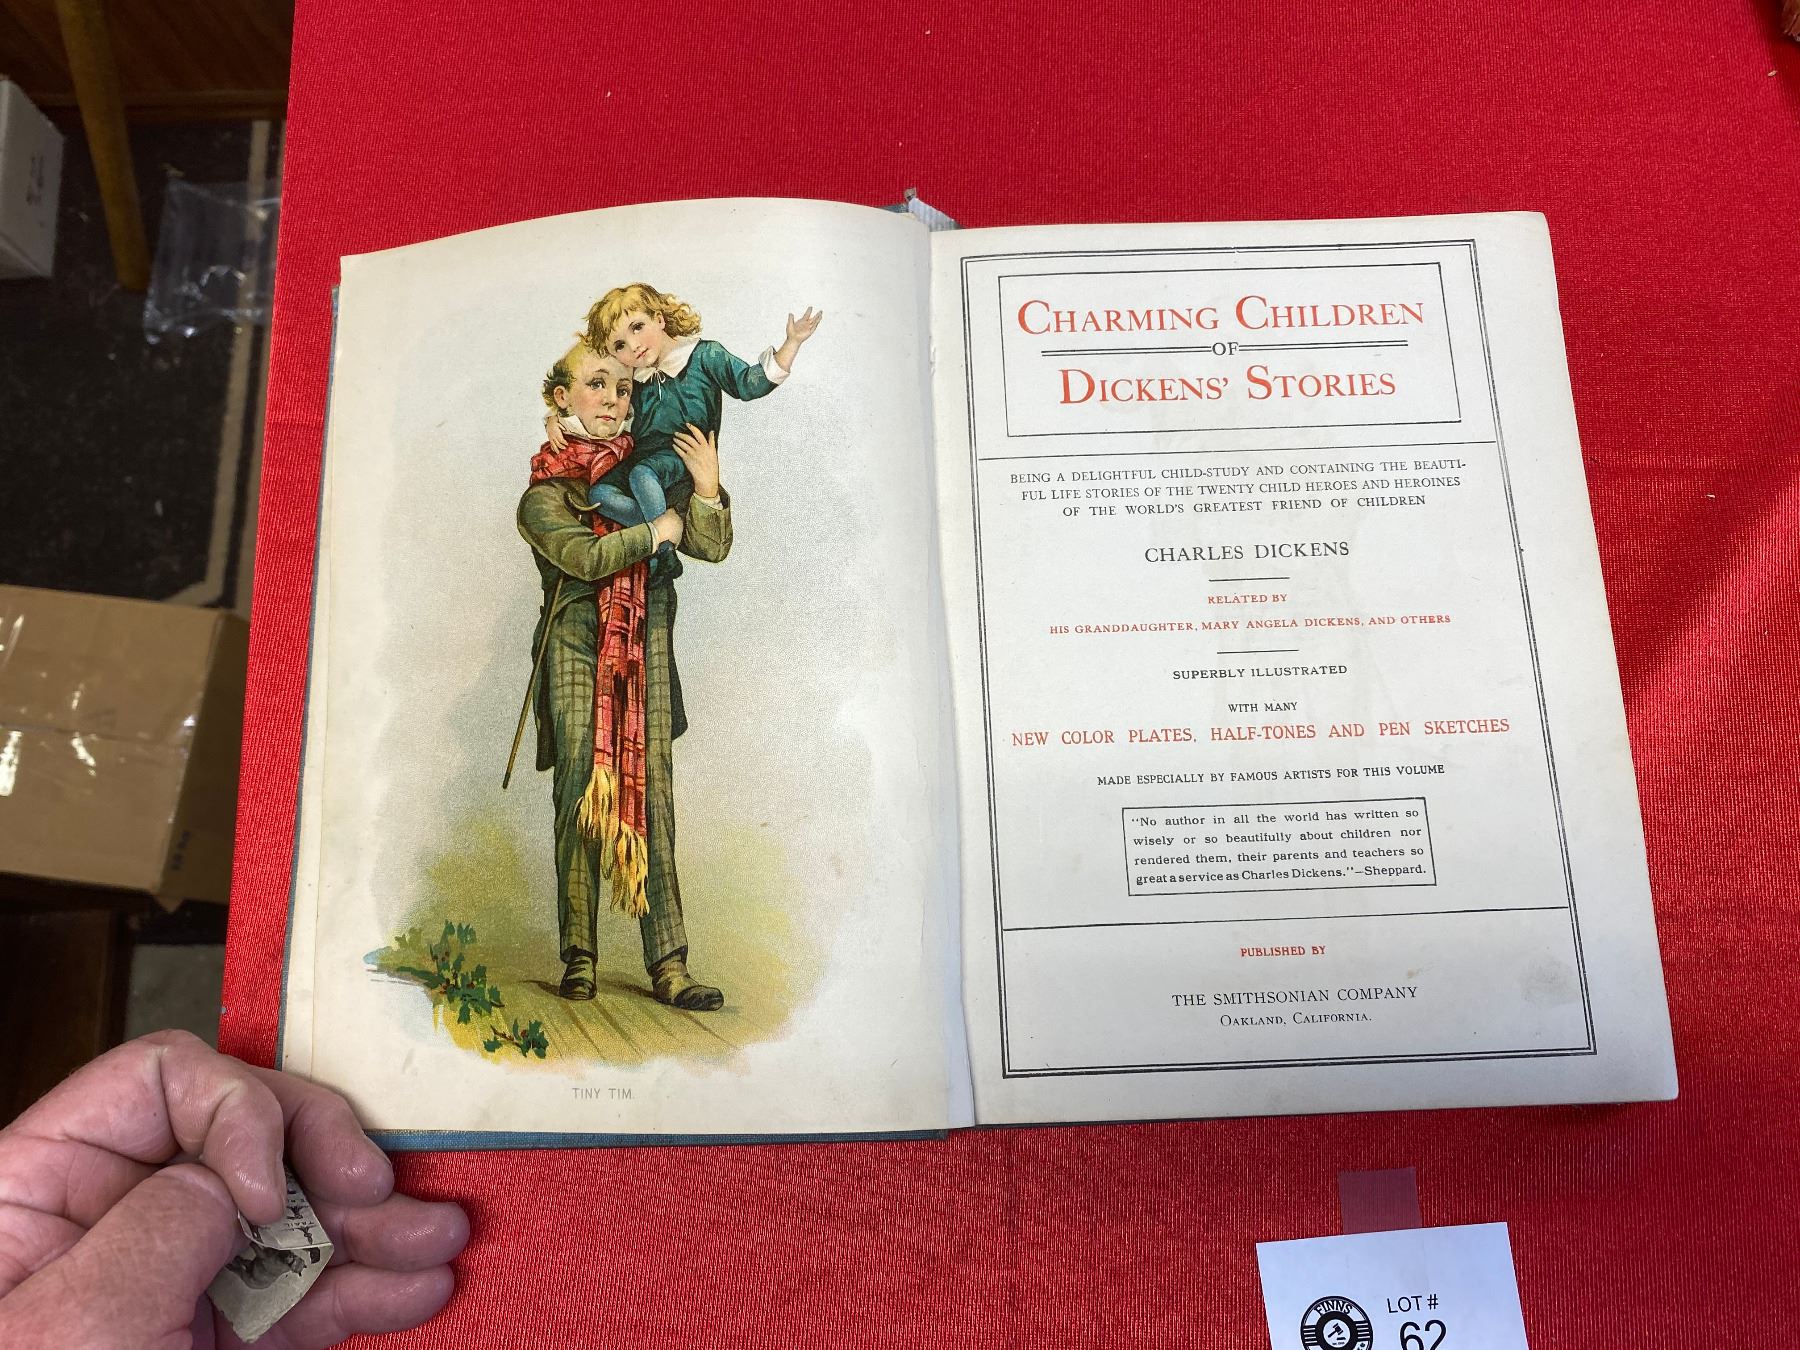 TINY TIM.
CHARMING CHILDREN
OF
DICKENS' STORIES
BEING A DELIGHTFUL CHILD-STUDY AND CONTAINING THE BEAUTI-
FUL LIFE STORIES OF THE TWENTY CHILD HEROES AND HEROINES
OF THE WORLD'S GREATEST FRIEND OF CHILDREN
CHARLES DICKENS
RELATED BY
HIS GRANDDAUGHTER, MARY ANGELA DICKENS, AND OTHERS
SUPERBLY ILLUSTRATED
WITH MANY
NEW COLOR PLATES, HALF-TONES AND PEN SKETCHES
MADE ESPECIALLY BY FAMOUS ARTISTS FOR THIS VOLUME
"No author in all the world has written so
wisely or so beautifully about children nor
rendered them, their parents and teachers so
great a service as Charles Dickens."—Sheppard.
PUBLISHED BY
THE SMITHSONIAN COMPANY
OAKLAND, CALIFORNIA.
FINNS
LOT #
62